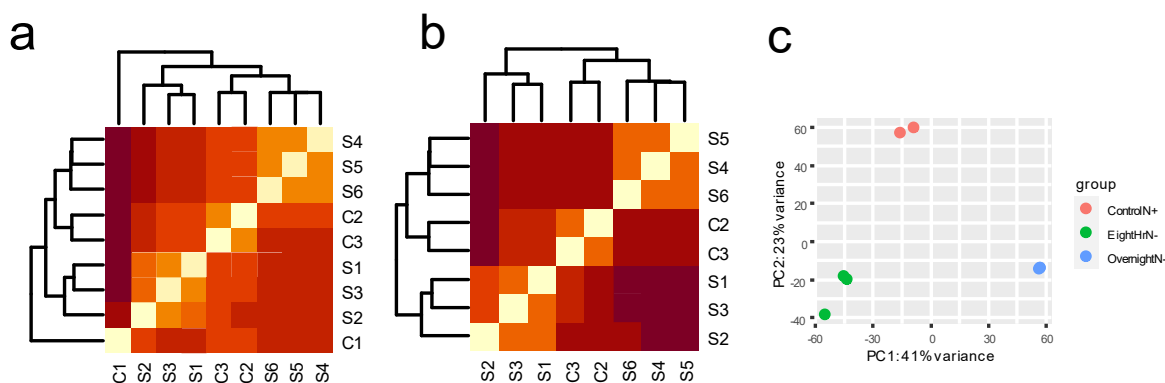 a
S4
S5
S6
C2
C3
S1
S3
S2
C1
C1 S2 S3 S1 C3 C2 S6 S5 S4
b
S5
S4
S6
C2
C3
S1
S3
S2
S2 S3 S1 C3 C2 S6 S4 S5
c
PC2: 23% variance
60
40
20
0
-20
-40
-60 -30 0 30 60
PC1: 41% variance
group
ControlN+
EightHrN-
OvernightN-